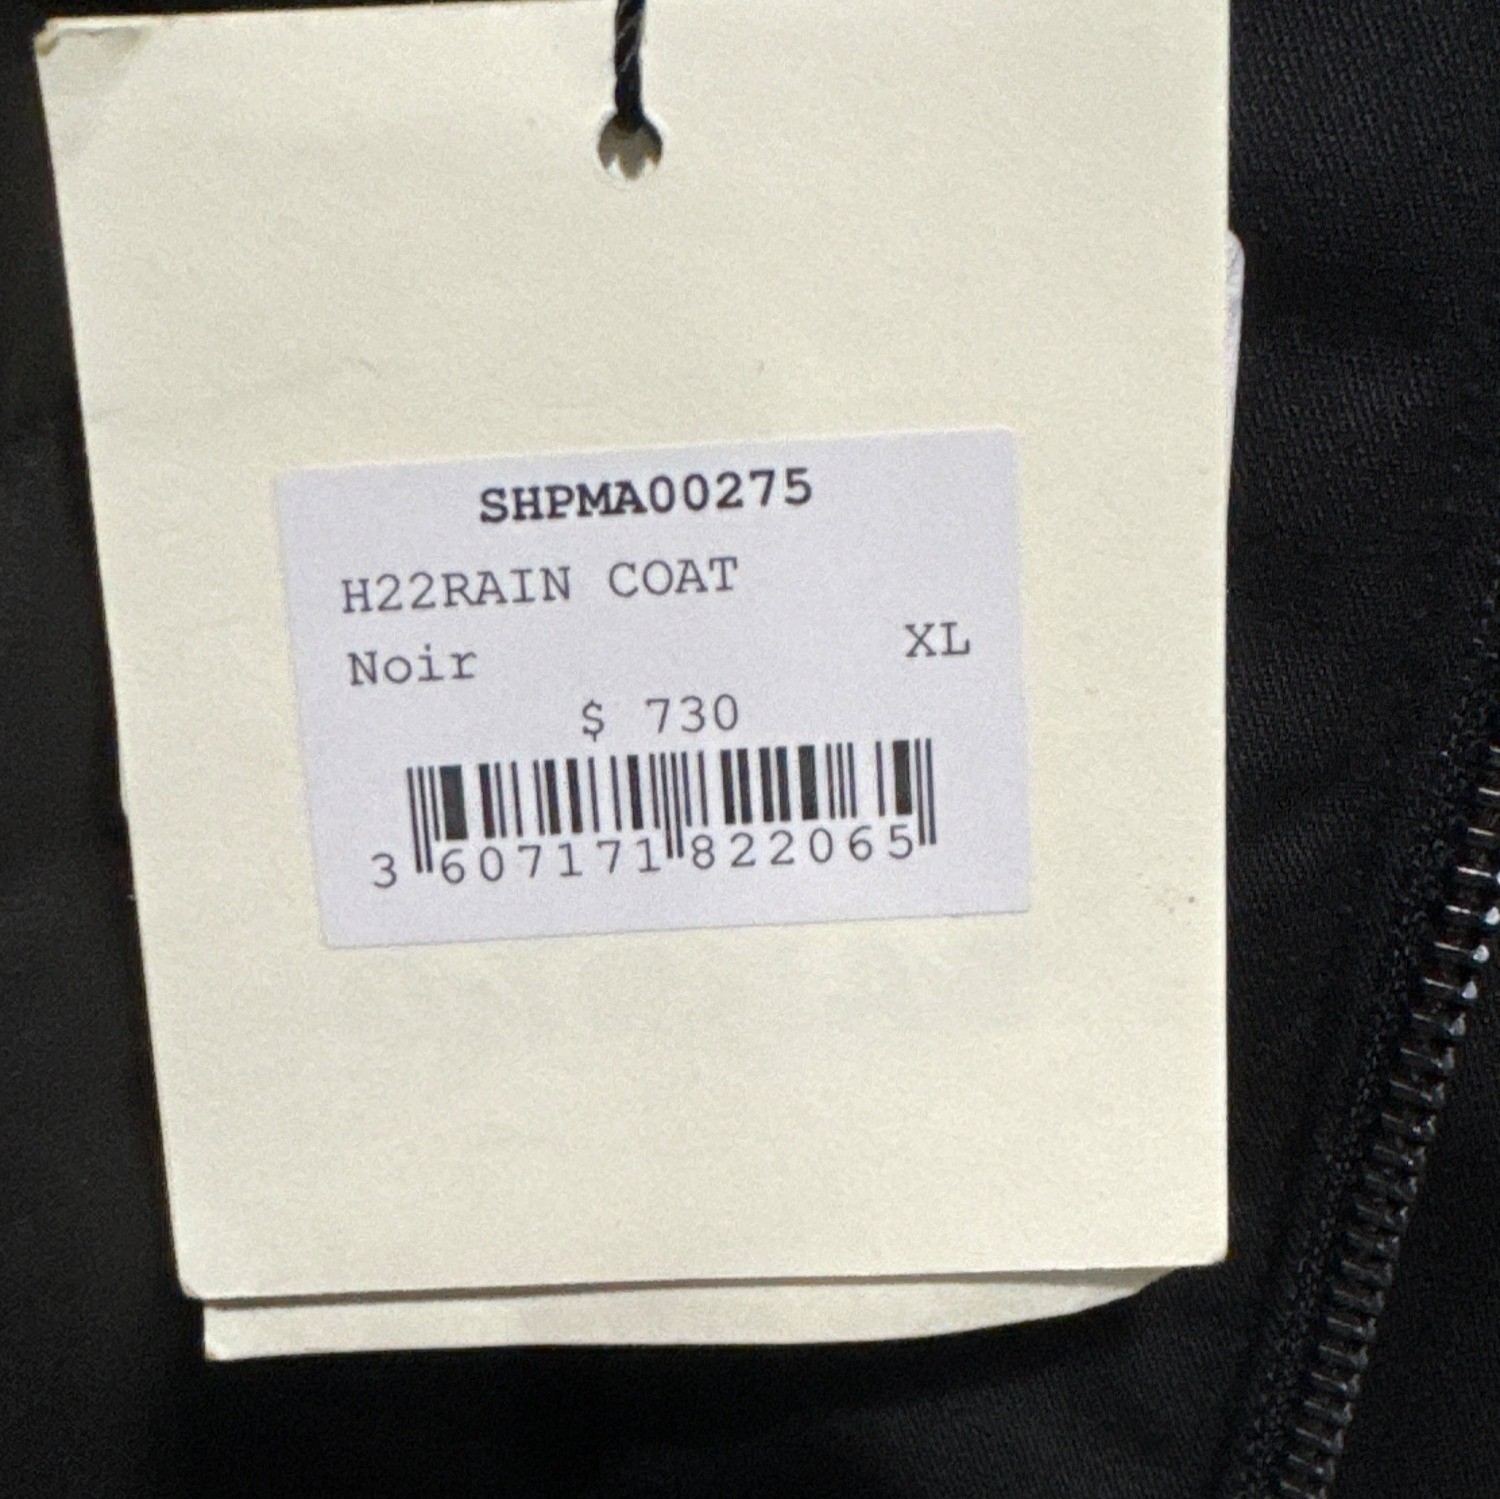 SHPMA00275
H22RAIN COAT
Noir XL
$ 730
3 607171 822065